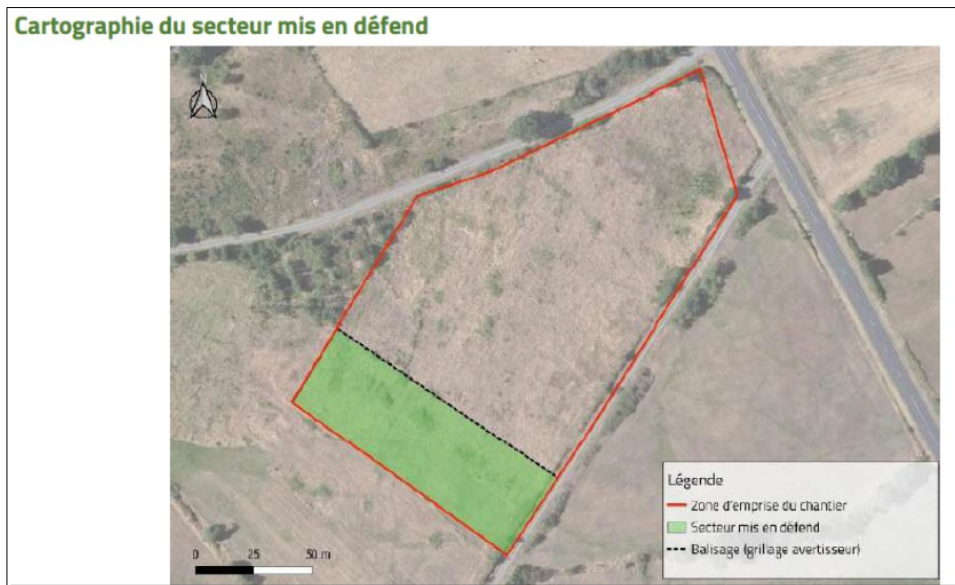 Cartographie du secteur mis en défend
N
Légende
Zone d'emprise du chantier
Secteur mis en défend
Balisage (grillage avertisseur)
0 25 50 m